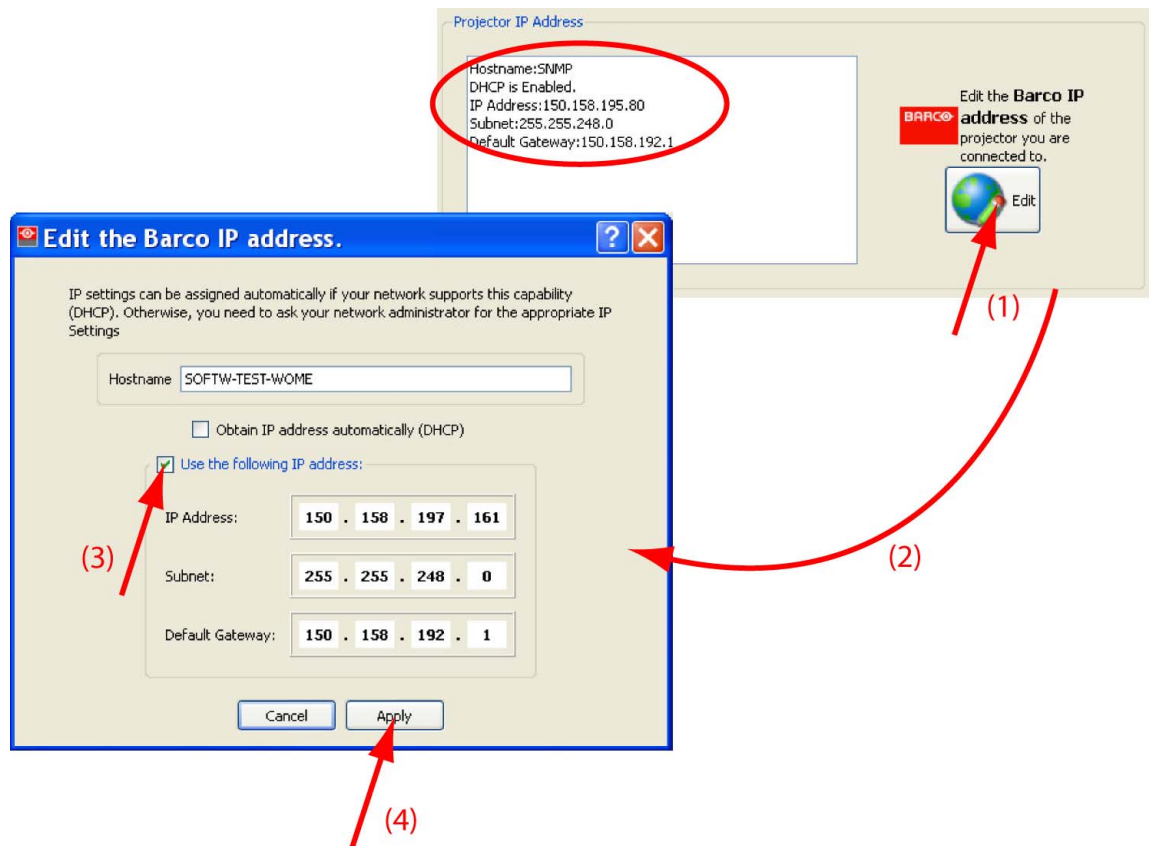 Projector IP Address
Hostname:SNMP
DHCP is Enabled.
IP Address:150.158.195.80
Subnet:255.255.248.0
Default Gateway:150.158.192.1
BARCO
Edit the Barco IP
address of the
projector you are
connected to.
Edit
(1)
(2)
Edit the Barco IP address.
IP settings can be assigned automatically if your network supports this capability
(DHCP). Otherwise, you need to ask your network administrator for the appropriate IP
Settings
Hostname SOFTW-TEST-WOME
Obtain IP address automatically (DHCP)
Use the following IP address:
IP Address: 150 . 158 . 197 . 161
(3)
Subnet: 255 . 255 . 248 . 0
Default Gateway: 150 . 158 . 192 . 1
Cancel Apply
(4)